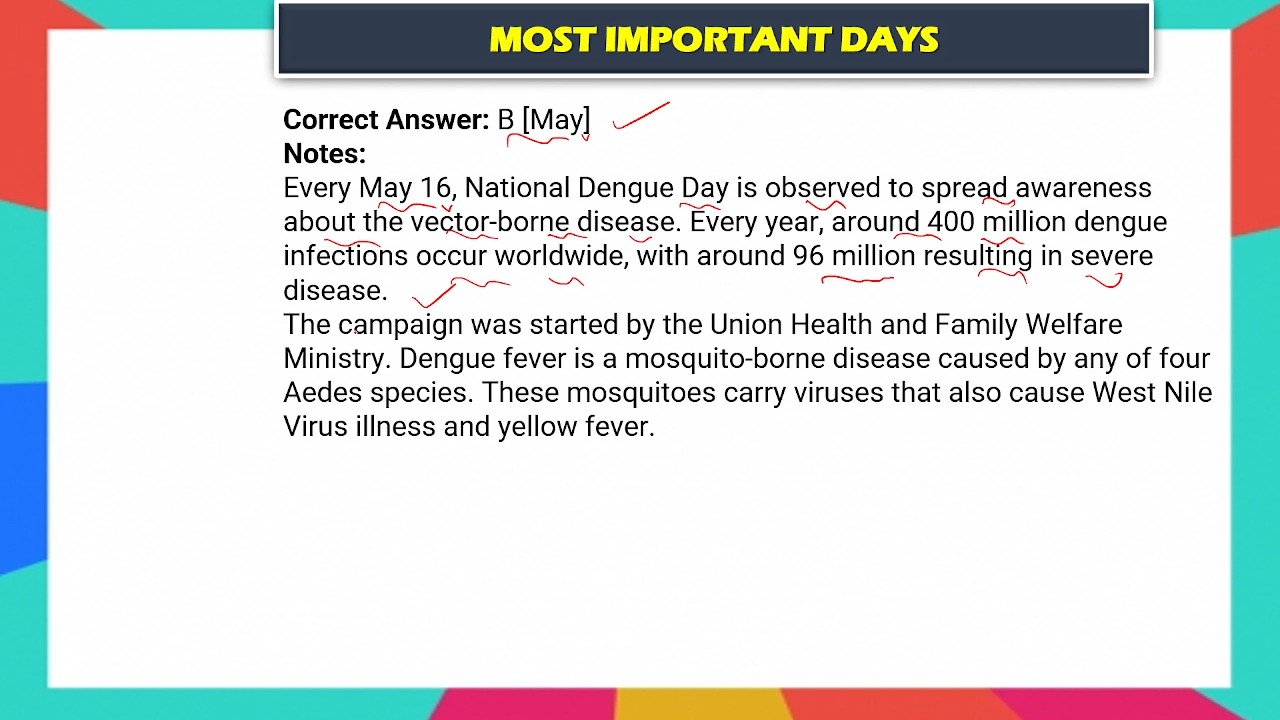 MOST IMPORTANT DAYS
Correct Answer: B [May]
Notes:
Every May 16, National Dengue Day is observed to spread awareness
about the vector-borne disease. Every year, around 400 million dengue
infections occur worldwide, with around 96 million resulting in severe
disease.
The campaign was started by the Union Health and Family Welfare
Ministry. Dengue fever is a mosquito-borne disease caused by any of four
Aedes species. These mosquitoes carry viruses that also cause West Nile
Virus illness and yellow fever.